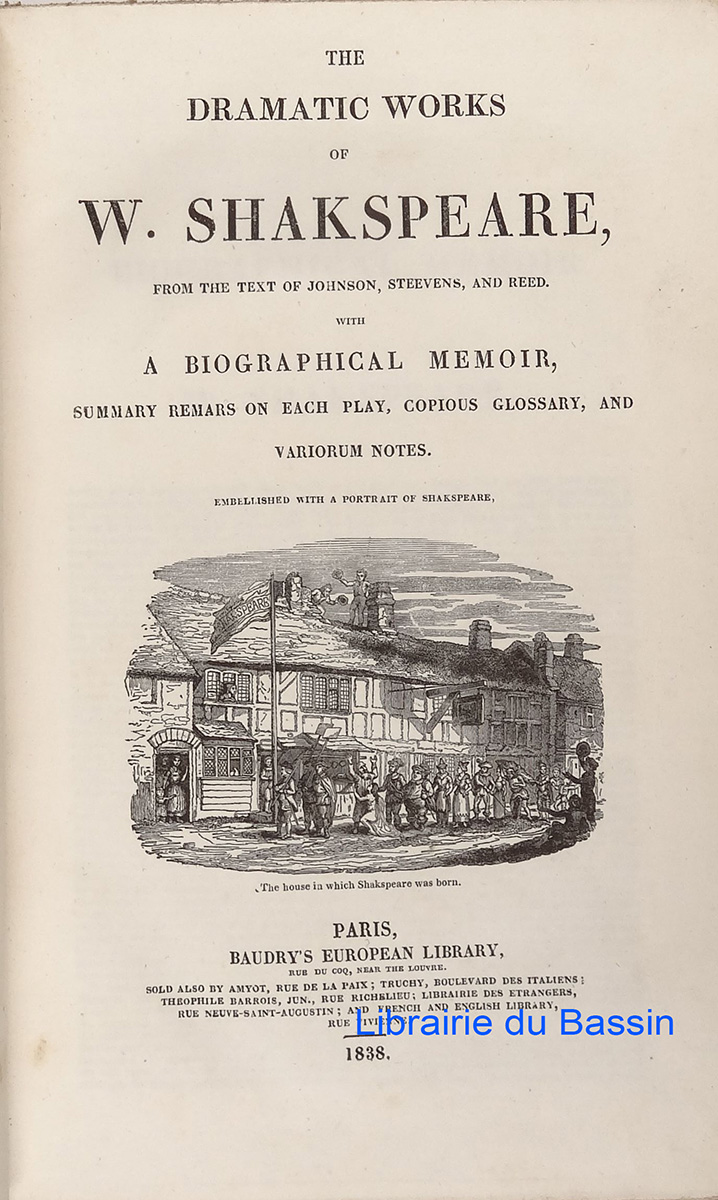 THE
DRAMATIC WORKS
OF
W. SHAKSPEARE,
FROM THE TEXT OF JOHNSON, STEEVENS, AND REED.
WITH
A BIOGRAPHICAL MEMOIR,
SUMMARY REMARS ON EACH PLAY, COPIOUS GLOSSARY, AND
VARIORUM NOTES.
EMBELLISHED WITH A PORTRAIT OF SHAKSPEARE,
The house in which Shakspeare was born.
PARIS,
BAUDRY'S EUROPEAN LIBRARY,
RUE DU COQ, NEAR THE LOUVRE.
SOLD ALSO BY AMYOT, RUE DE LA PAIX; TRUCHY, BOULEVARD DES ITALIENS;
THEOPHILE BARROIS, JUN., RUE RICHELIEU; LIBRAIRIE DES ETRANGERS,
RUE NEUVE-SAINT-AUGUSTIN; AND FRENCH AND ENGLISH LIBRARY,
RUE
Librairie du Bassin
1838.